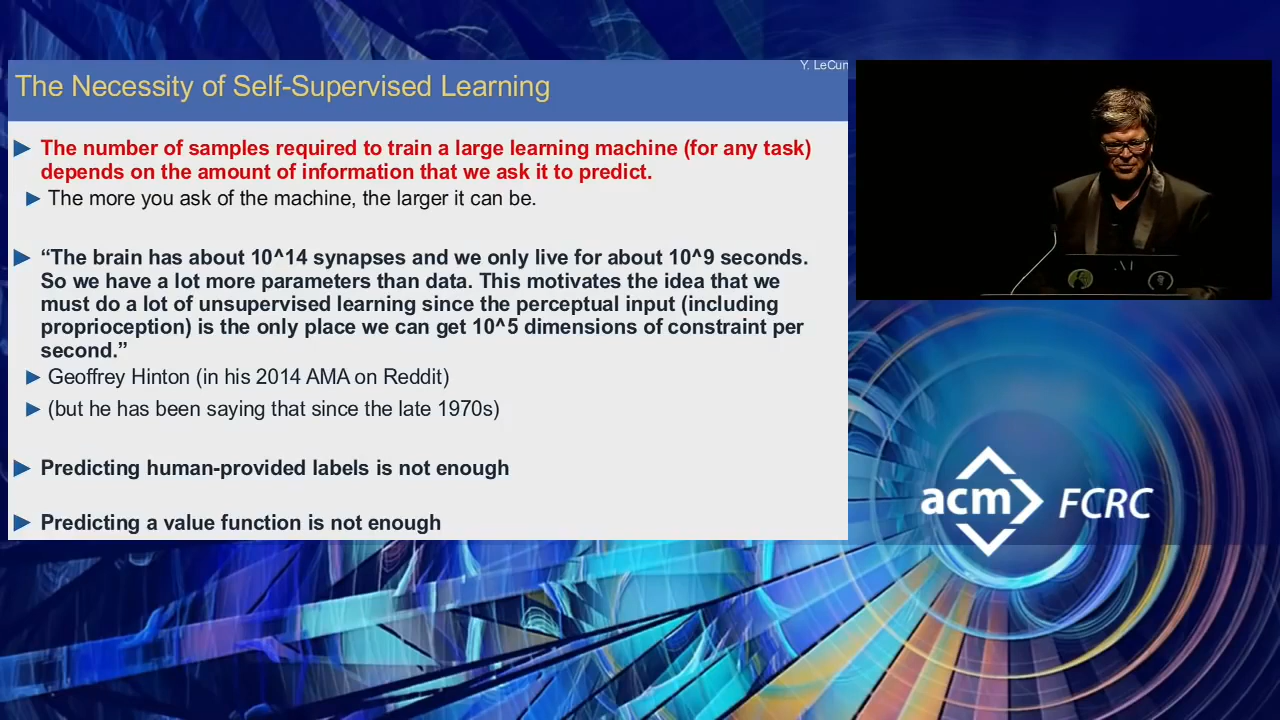 Y. LeCun
The Necessity of Self-Supervised Learning
The number of samples required to train a large learning machine (for any task)
depends on the amount of information that we ask it to predict.
The more you ask of the machine, the larger it can be.
“The brain has about 10^14 synapses and we only live for about 10^9 seconds.
So we have a lot more parameters than data. This motivates the idea that we
must do a lot of unsupervised learning since the perceptual input (including
proprioception) is the only place we can get 10^5 dimensions of constraint per
second.”
Geoffrey Hinton (in his 2014 AMA on Reddit)
(but he has been saying that since the late 1970s)
Predicting human-provided labels is not enough
Predicting a value function is not enough
acm FCRC